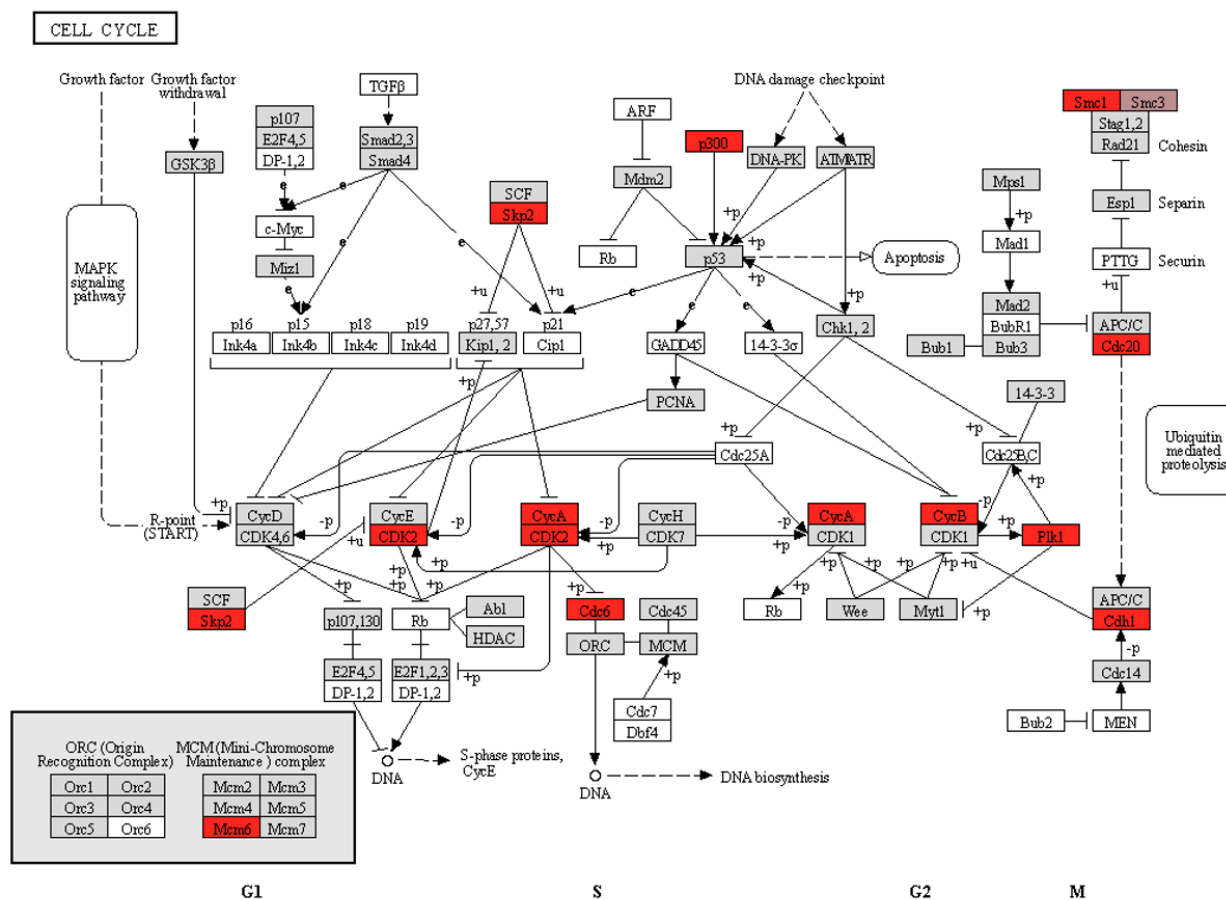 CELL CYCLE
Growth factor
Growth factor
withdrawal
TGFβ
DNA damage checkpoint
ARF
Smc1
Smc3
Stag1,2
Rad21
Cohesin
p107
E2F4,5
DP-1,2
Smad2,3
Smad4
p300
DNA-PK
ATM/ATR
GSK3β
Mdm2
SCF
Skp2
Mps1
Esp1
Separin
e
e
+p
+p
+p
c-Myc
Rb
p53
Apoptosis
Mad1
PTTG
Securin
MAPK
signaling
pathway
Miz1
e
e
e
e
+p
+p
+u
+u
+u
e
e
p16
p15
p18
p19
p27,57
p21
Ink4a
Ink4b
Ink4c
Ink4d
Kip1, 2
Cip1
GADD45
14-3-3σ
Chk1, 2
Mad2
BubR1
Bub3
Bub1
APC/C
Cdc20
+p
PCNA
14-3-3
+p
+p
Cdc25A
Cdc25B,C
Ubiquitin
mediated
proteolysis
R-point
(START)
+p
CycD
CDK4,6
-p
CycE
CDK2
-p
CycA
CDK2
-p
+p
CycH
CDK7
-p
CycA
CDK1
CycB
CDK1
-p
+p
Plk1
+u
+p
+p
+p
+p
+p
+p
+p
+p
+p
+u
+p
SCF
Skp2
p107,130
Rb
Abl
HDAC
Cdc6
Cdc45
ORC
MCM
Rb
Wee
Myt1
APC/C
Cdh1
-p
E2F4,5
DP-1,2
E2F1,2,3
DP-1,2
+p
+p
Cdc7
Dbf4
Cdc14
Bub2
MEN
DNA
S-phase proteins,
CycE
DNA
DNA biosynthesis
ORC (Origin
Recognition Complex)
MCM (Mini-Chromosome
Maintenance ) complex
Orc1
Orc2
Mcm2
Mcm3
Orc3
Orc4
Mcm4
Mcm5
Orc5
Orc6
Mcm6
Mcm7
G1
S
G2
M